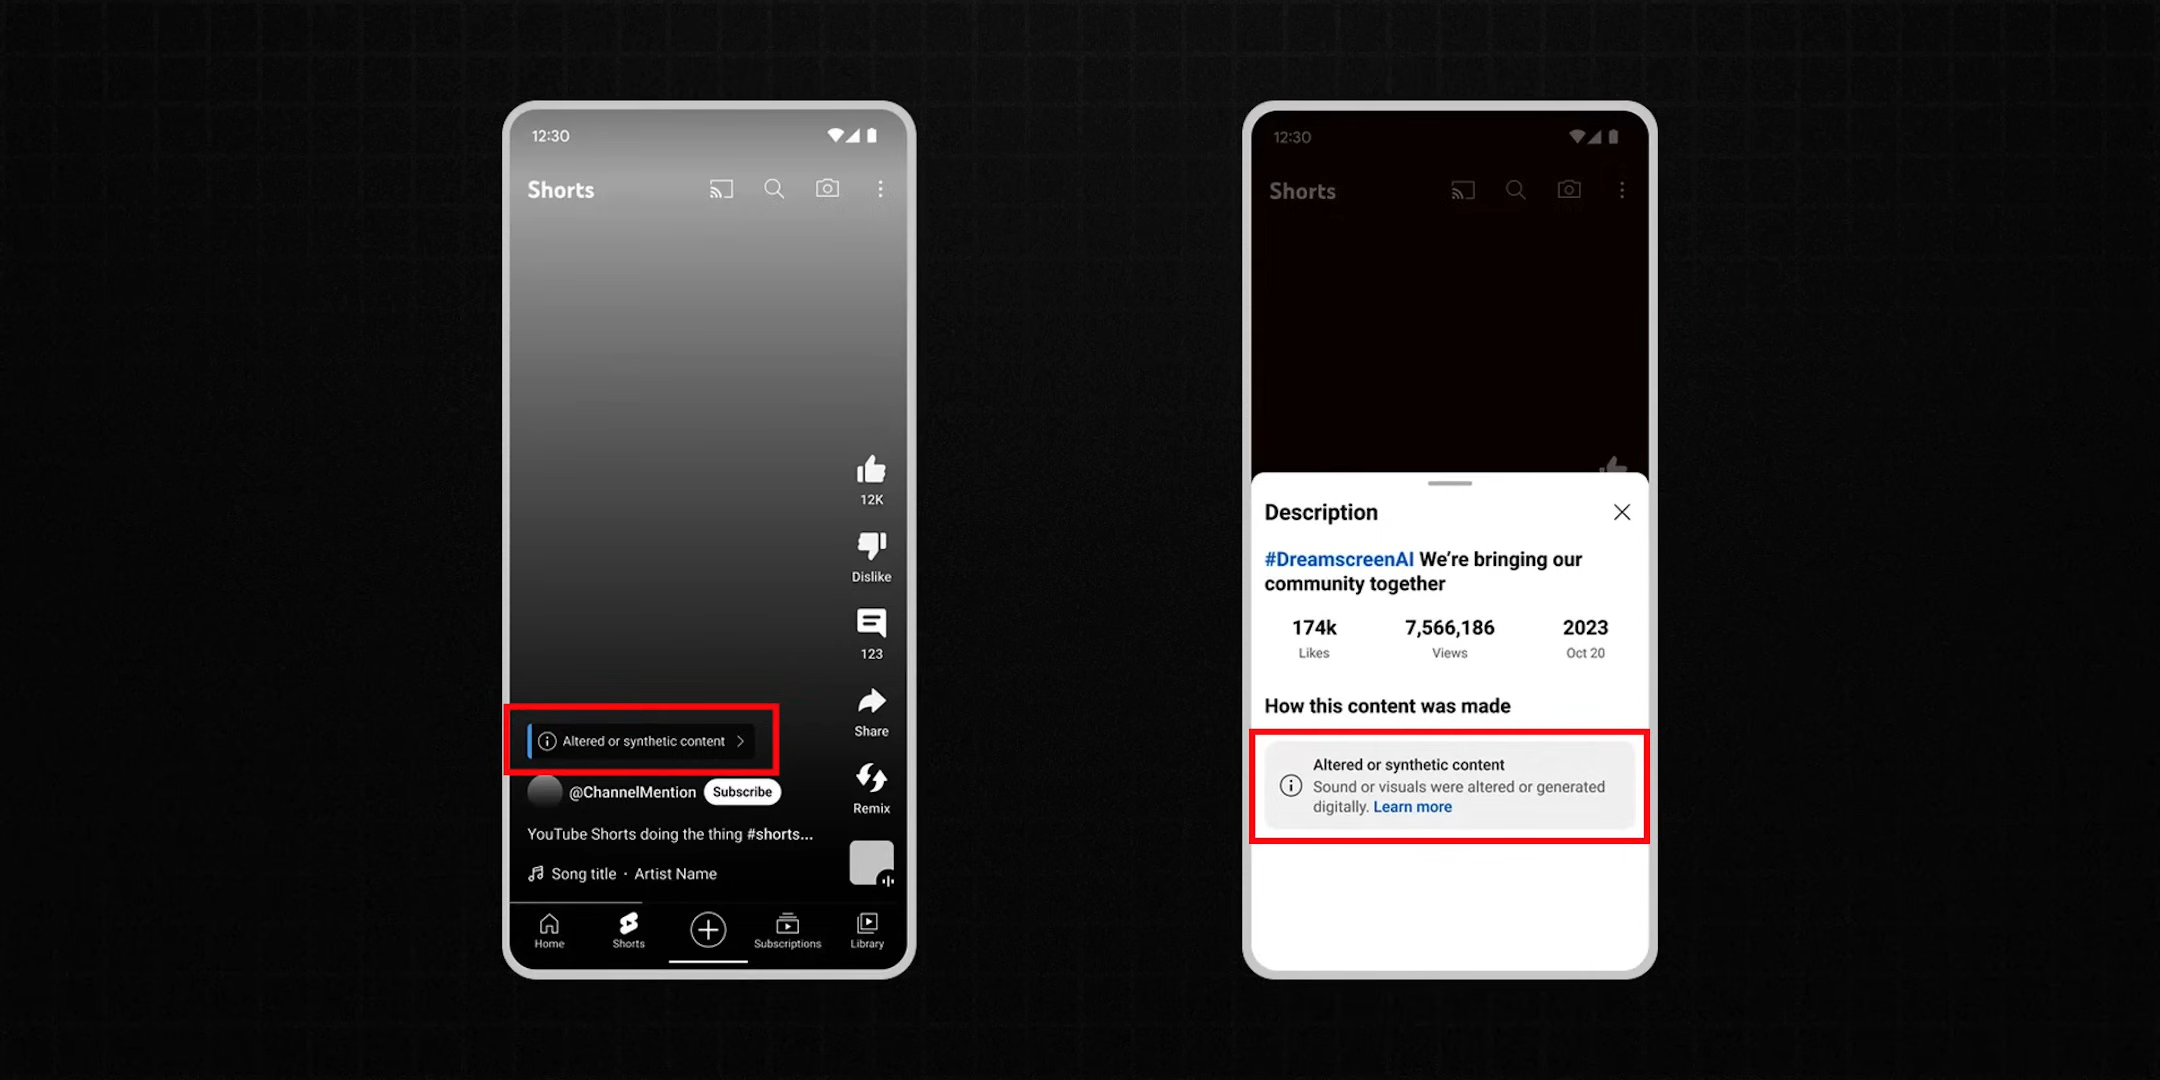 12:30
Shorts
12K
Dislike
123
Share
Altered or synthetic content
@ChannelMention Subscribe
Remix
YouTube Shorts doing the thing #shorts...
Song title · Artist Name
Home Shorts Subscriptions Library
12:30
Shorts
Description
#DreamscreenAI We’re bringing our
community together
174k 7,566,186 2023
Likes Views Oct 20
How this content was made
Altered or synthetic content
Sound or visuals were altered or generated
digitally. Learn more